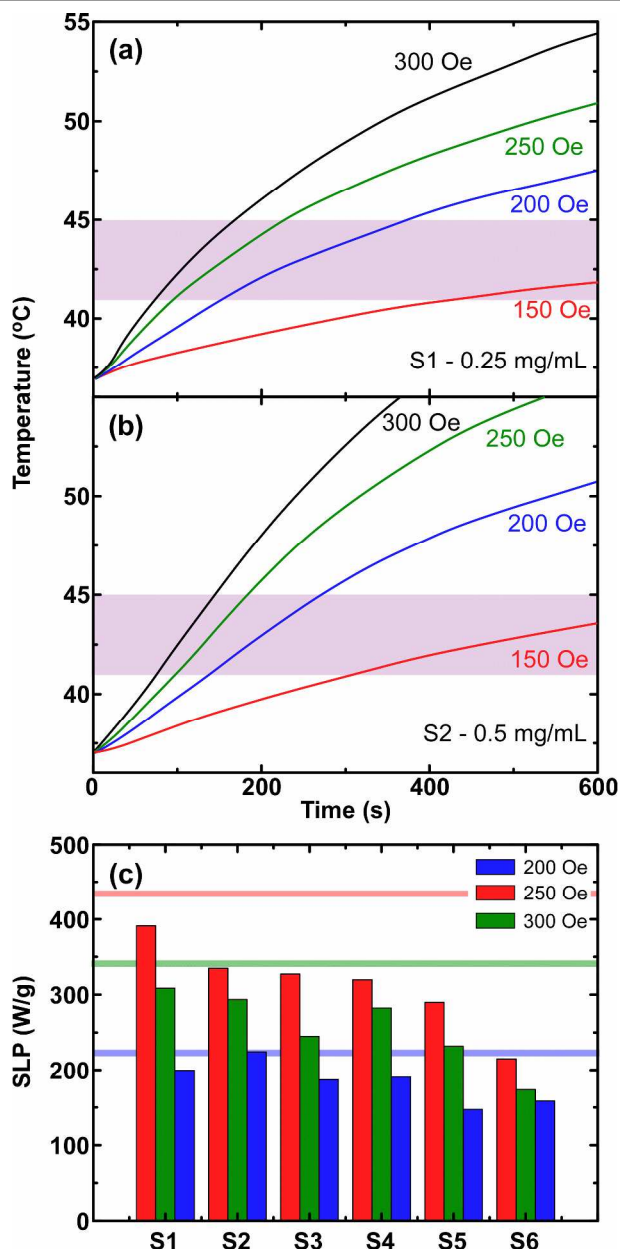 55
(a)
300 Oe
50
250 Oe
200 Oe
45
40
150 Oe
S1 - 0.25 mg/mL
Temperature (ºC)
(b)
300 Oe
250 Oe
50
200 Oe
45
150 Oe
40
S2 - 0.5 mg/mL
0 200 400 600
Time (s)
500
(c)
200 Oe
250 Oe
300 Oe
400
300
SLP (W/g)
200
100
0
S1 S2 S3 S4 S5 S6